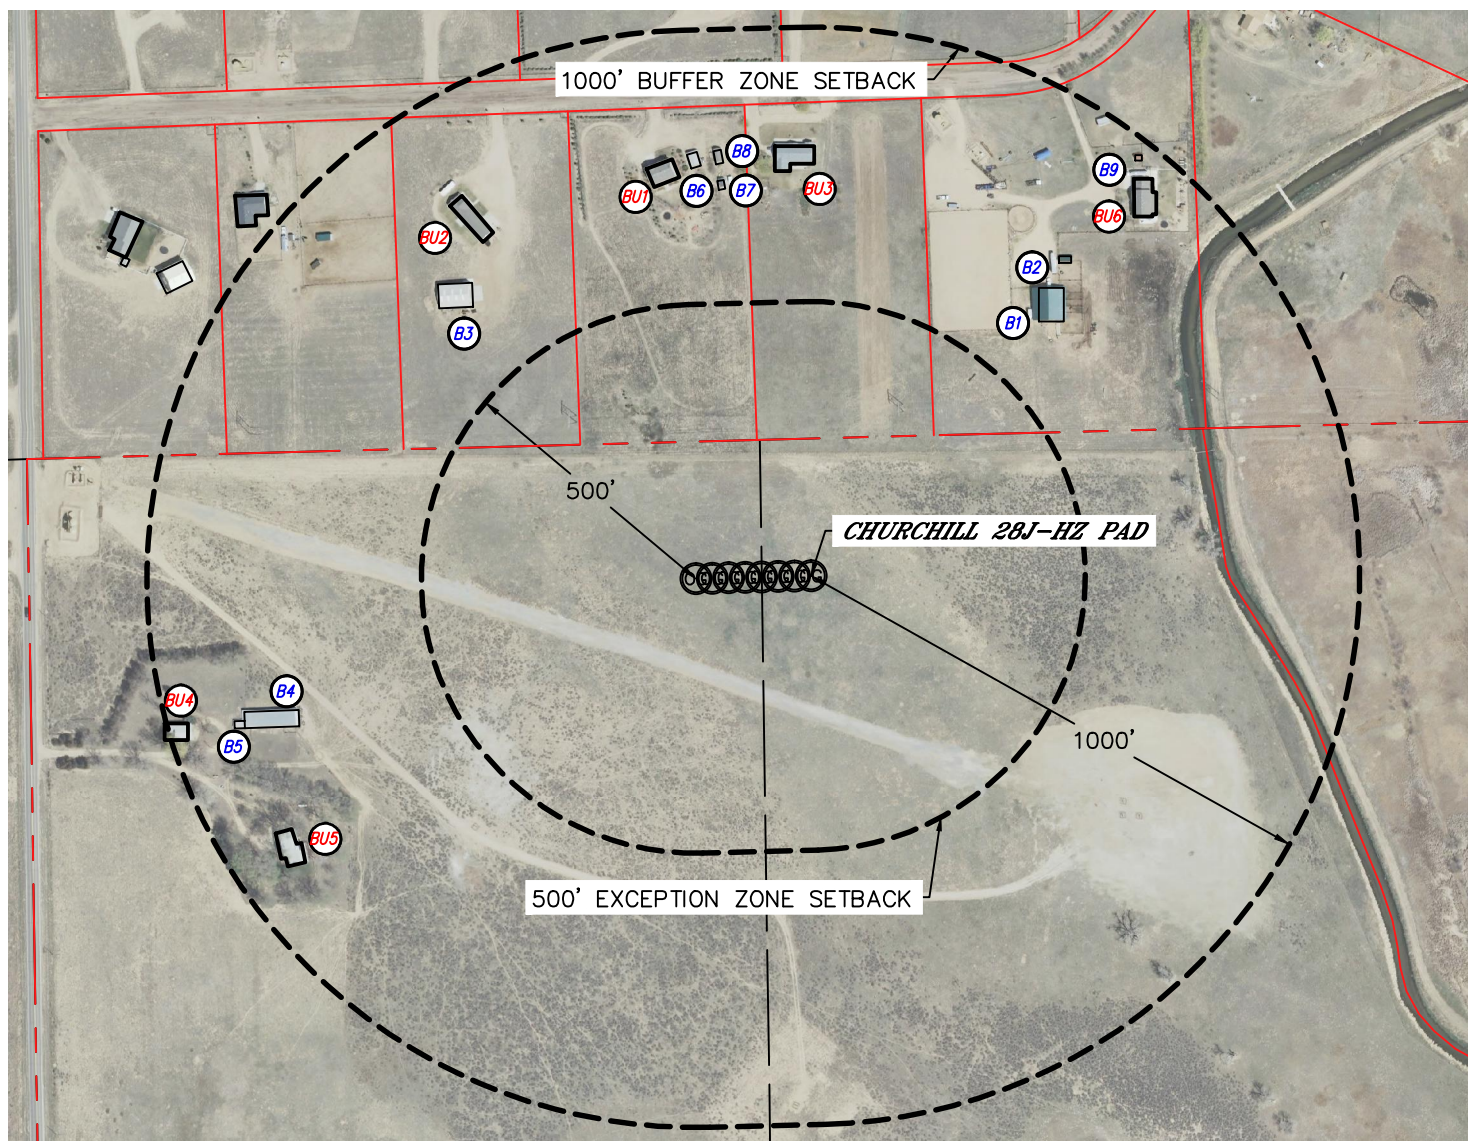 1000' BUFFER ZONE SETBACK
B8
BU1
B6
B7
BU3
B9
BU6
BU2
B2
B3
B1
500'
CHURCHILL 28J-HZ PAD
BU4
B4
B5
1000'
BU5
500' EXCEPTION ZONE SETBACK